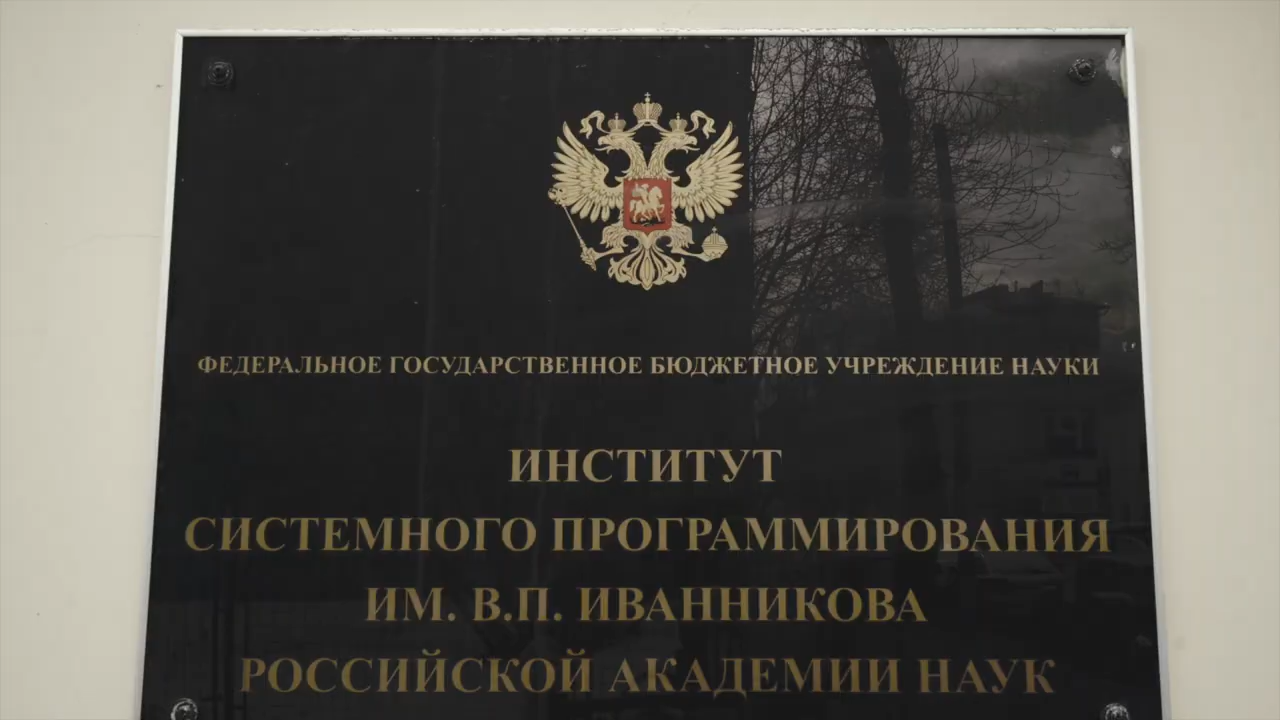 ФЕДЕРАЛЬНОЕ ГОСУДАРСТВЕННОЕ БЮДЖЕТНОЕ УЧРЕЖДЕНИЕ НАУКИ
ИНСТИТУТ
СИСТЕМНОГО ПРОГРАММИРОВАНИЯ
ИМ. В.П. ИВАННИКОВА
РОССИЙСКОЙ АКАДЕМИИ НАУК